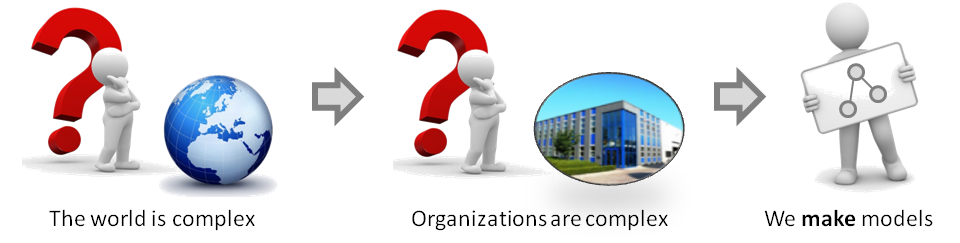 The world is complex
Organizations are complex
We make models